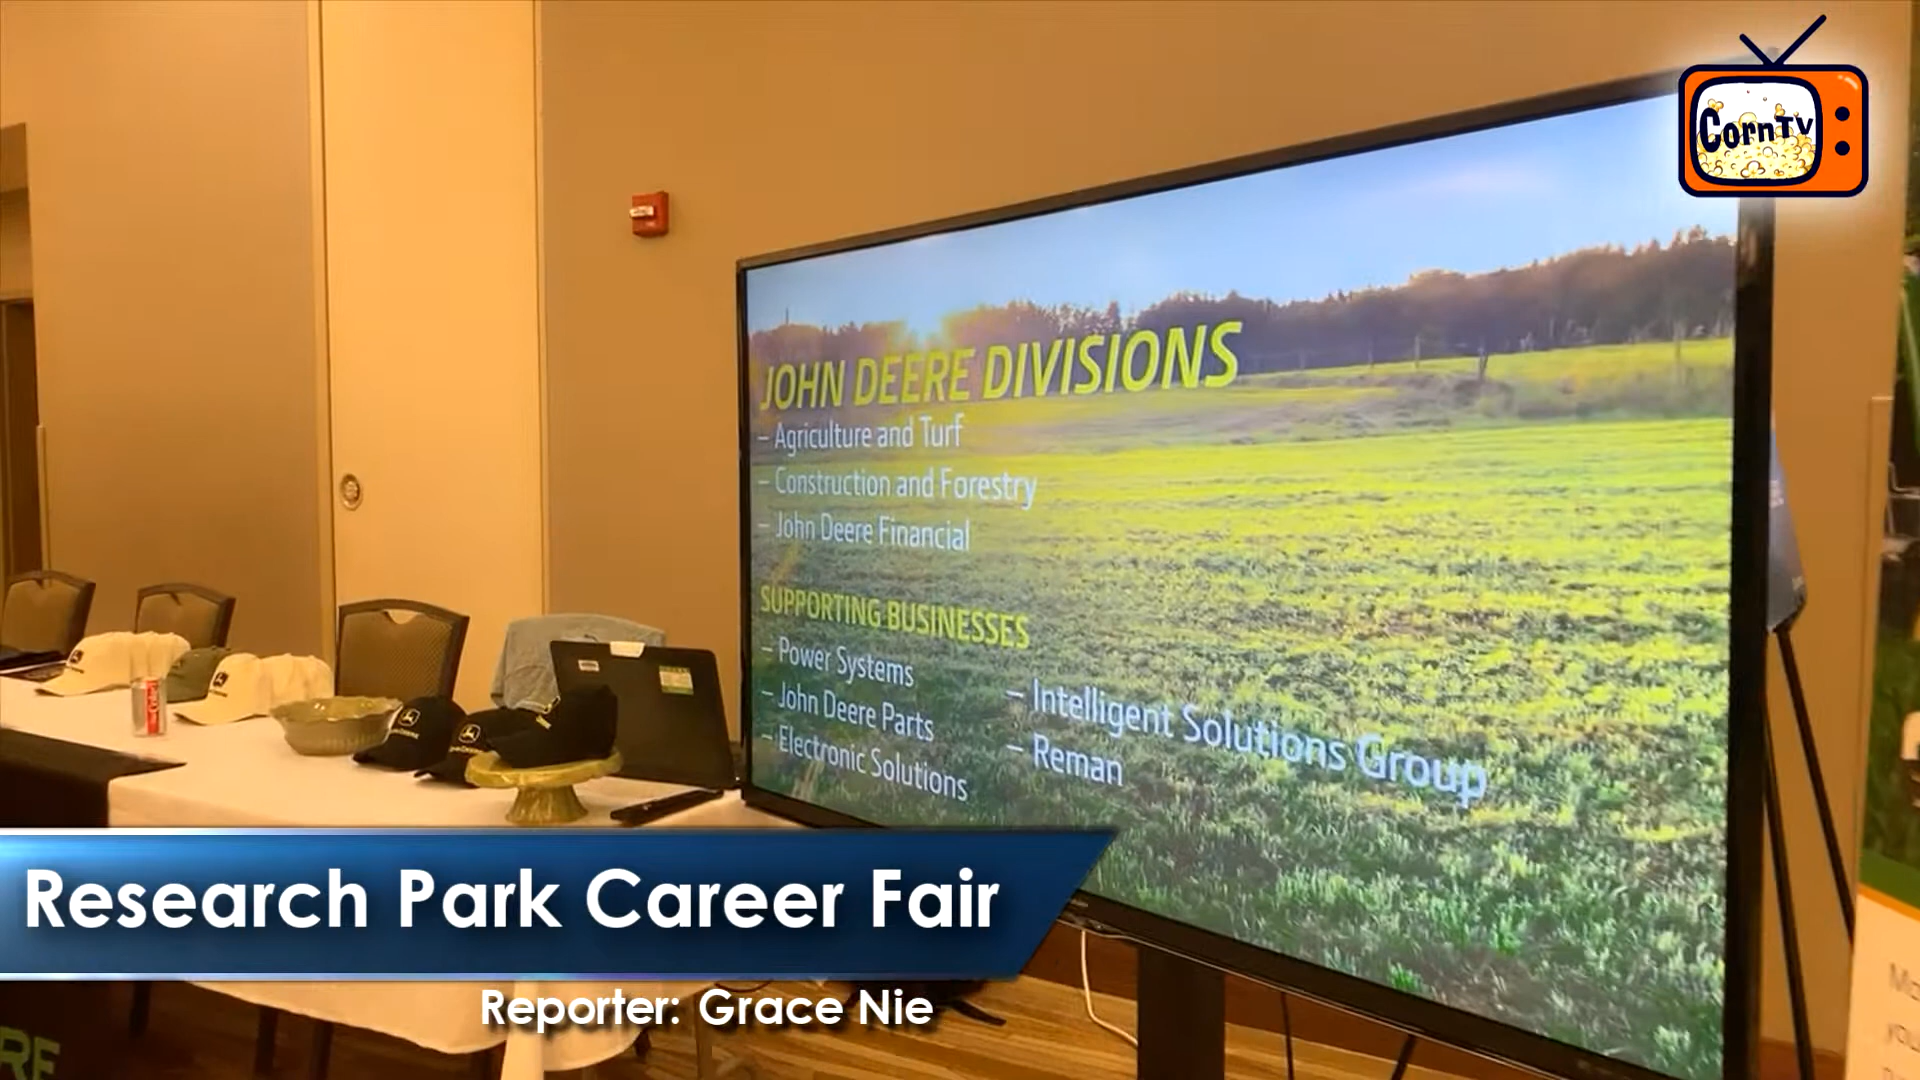 CornTv
JOHN DEERE DIVISIONS
– Agriculture and Turf
– Construction and Forestry
– John Deere Financial
SUPPORTING BUSINESSES
– Power Systems
– John Deere Parts
– Electronic Solutions
– Intelligent Solutions Group
– Reman
Research Park Career Fair
Reporter: Grace Nie